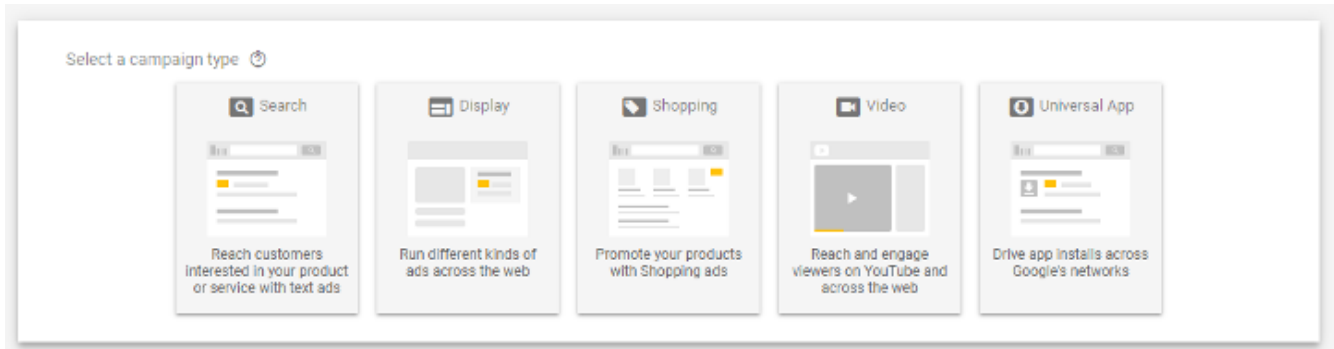 Select a campaign type
Search
Reach customers
interested in your product
or service with text ads
Display
Run different kinds of
ads across the web
Shopping
Promote your products
with Shopping ads
Video
Reach and engage
viewers on YouTube and
across the web
Universal App
Drive app installs across
Google's networks